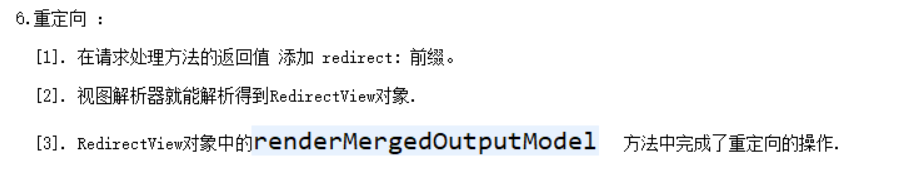 6.重定向 ：
[1]. 在请求处理方法的返回值 添加 redirect: 前缀。
[2]. 视图解析器就能解析得到RedirectView对象.
[3]. RedirectView对象中的renderMergedOutputModel 方法中完成了重定向的操作.